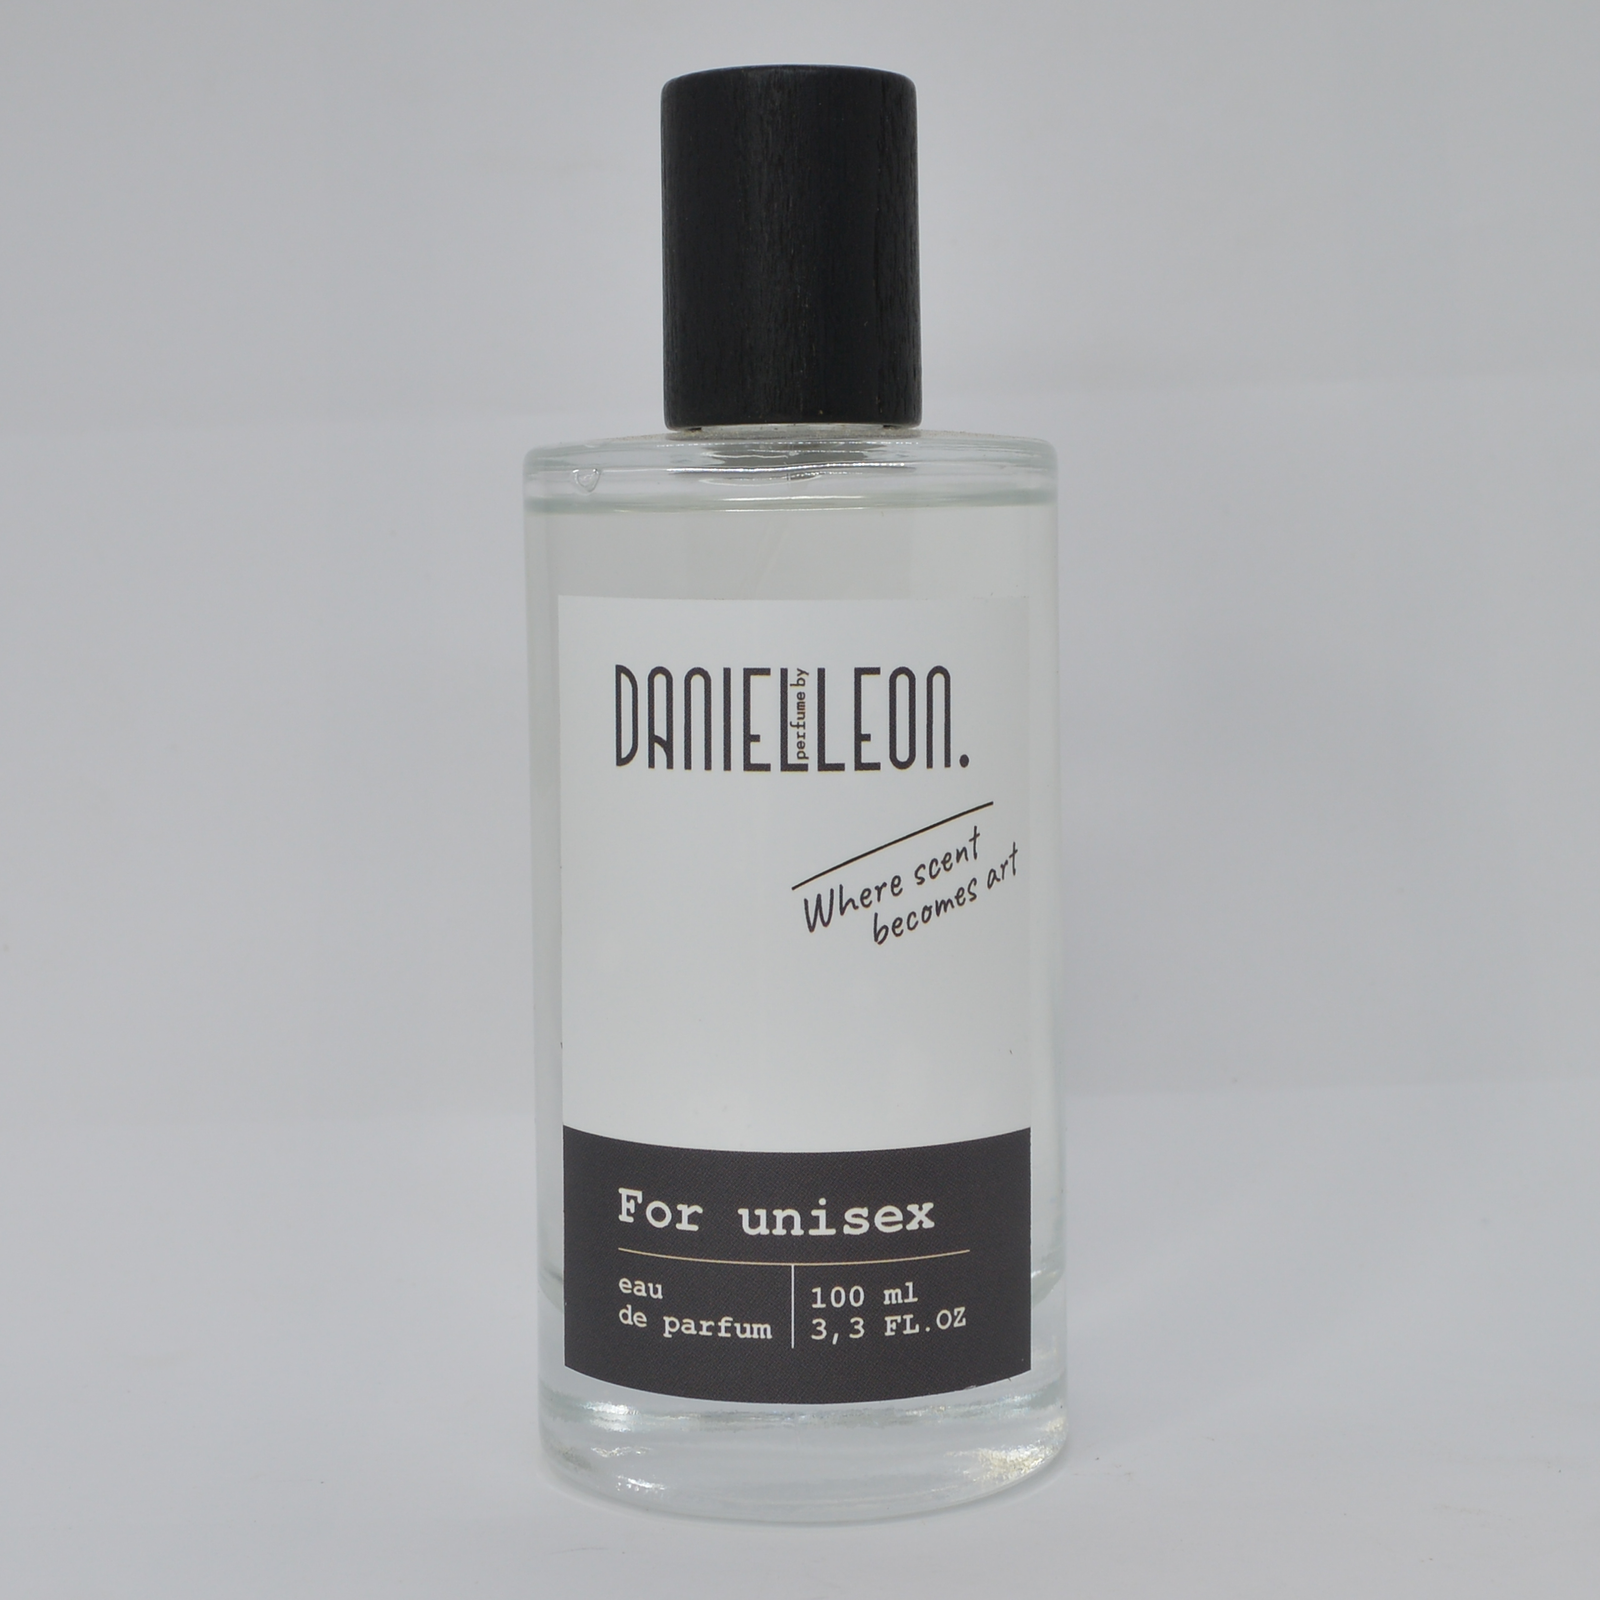 DANIEL perfume by LEON.
Where scent
becomes art
For unisex
eau
de parfum
100 ml
3,3 FL.OZ